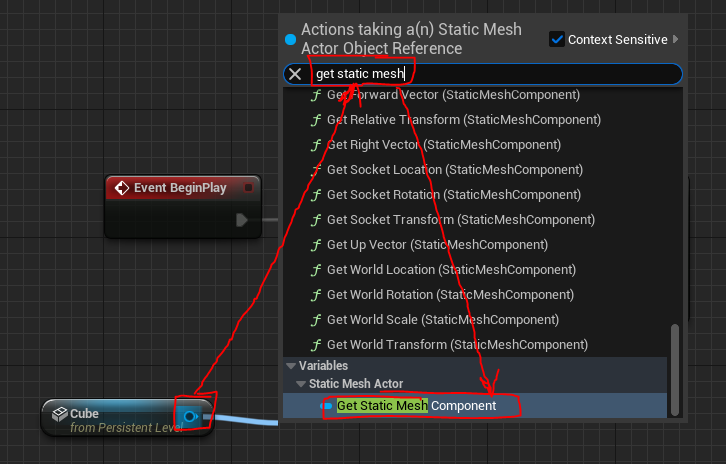 Actions taking a(n) Static Mesh
Actor Object Reference
Context Sensitive
get static mesh
Get Forward Vector (StaticMeshComponent)
Get Relative Transform (StaticMeshComponent)
Get Right Vector (StaticMeshComponent)
Get Socket Location (StaticMeshComponent)
Get Socket Rotation (StaticMeshComponent)
Get Socket Transform (StaticMeshComponent)
Get Up Vector (StaticMeshComponent)
Get World Location (StaticMeshComponent)
Get World Rotation (StaticMeshComponent)
Get World Scale (StaticMeshComponent)
Get World Transform (StaticMeshComponent)
Variables
Static Mesh Actor
Get Static Mesh Component
Event BeginPlay
Cube
from Persistent Level